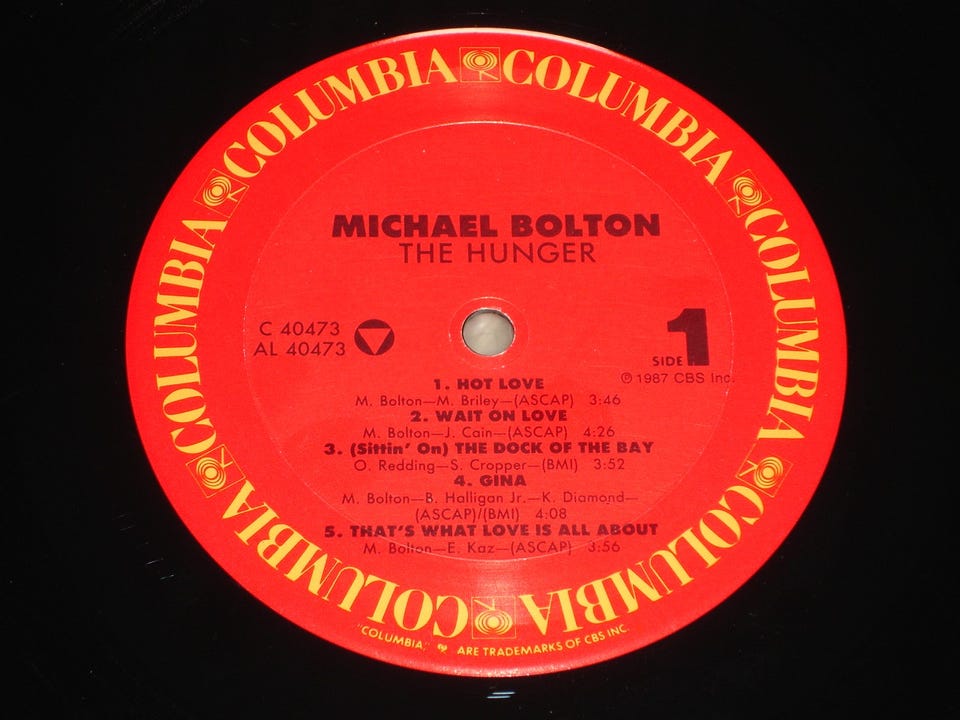 COLUMBIA COLUMBIA COLUMBIA COLUMBIA COLUMBIA COLUMBIA COLUMBIA COLUMBIA
MICHAEL BOLTON
THE HUNGER
C 40473
AL 40473
SIDE 1
℗ 1987 CBS Inc.
1. HOT LOVE
M. Bolton—M. Briley—(ASCAP) 3:46
2. WAIT ON LOVE
M. Bolton—J. Cain—(ASCAP) 4:26
3. (Sittin' On) THE DOCK OF THE BAY
O. Redding—S. Cropper—(BMI) 3:52
4. GINA
M. Bolton—B. Halligan Jr.—K. Diamond—
(ASCAP)/(BMI) 4:08
5. THAT'S WHAT LOVE IS ALL ABOUT
M. Bolton—E. Kaz—(ASCAP) 3:56
"COLUMBIA," ARE TRADEMARKS OF CBS INC.